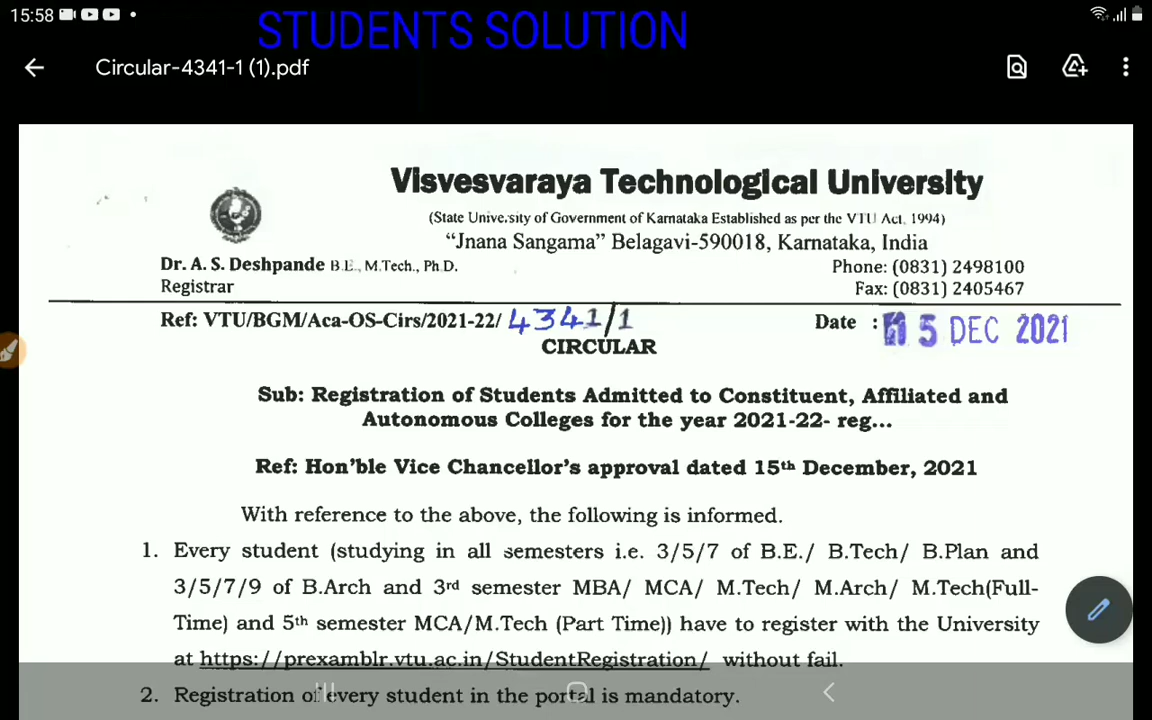 15:58
STUDENTS SOLUTION
Circular-4341-1 (1).pdf
Visvesvaraya Technological University
(State University of Government of Karnataka Established as per the VTU Act, 1994)
“Jnana Sangama” Belagavi-590018, Karnataka, India
Dr. A. S. Deshpande B.E., M.Tech., Ph.D.
Phone: (0831) 2498100
Registrar
Fax: (0831) 2405467
Ref: VTU/BGM/Aca-OS-Cirs/2021-22/ 4341/1
Date : 15 DEC 2021
CIRCULAR
Sub: Registration of Students Admitted to Constituent, Affiliated and
Autonomous Colleges for the year 2021-22- reg...
Ref: Hon’ble Vice Chancellor’s approval dated 15th December, 2021
With reference to the above, the following is informed.
1. Every student (studying in all semesters i.e. 3/5/7 of B.E./ B.Tech/ B.Plan and
3/5/7/9 of B.Arch and 3rd semester MBA/ MCA/ M.Tech/ M.Arch/ M.Tech(Full-
Time) and 5th semester MCA/M.Tech (Part Time)) have to register with the University
at https://prexamblr.vtu.ac.in/StudentRegistration/ without fail.
2. Registration of every student in the portal is mandatory.